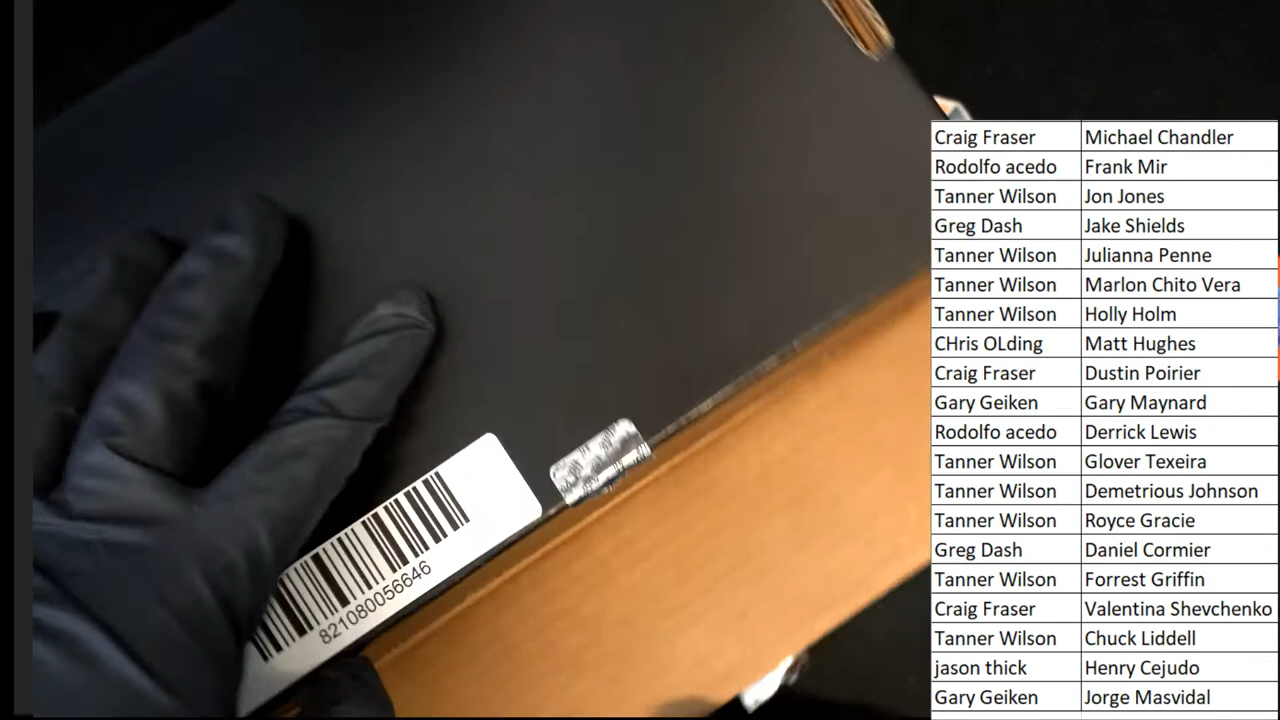 Craig Fraser Michael Chandler
Rodolfo acedo Frank Mir
Tanner Wilson Jon Jones
Greg Dash Jake Shields
Tanner Wilson Julianna Penne
Tanner Wilson Marlon Chito Vera
Tanner Wilson Holly Holm
CHris OLding Matt Hughes
Craig Fraser Dustin Poirier
Gary Geiken Gary Maynard
Rodolfo acedo Derrick Lewis
Tanner Wilson Glover Texeira
Tanner Wilson Demetrious Johnson
Tanner Wilson Royce Gracie
Greg Dash Daniel Cormier
Tanner Wilson Forrest Griffin
Craig Fraser Valentina Shevchenko
Tanner Wilson Chuck Liddell
jason thick Henry Cejudo
Gary Geiken Jorge Masvidal
821080056646